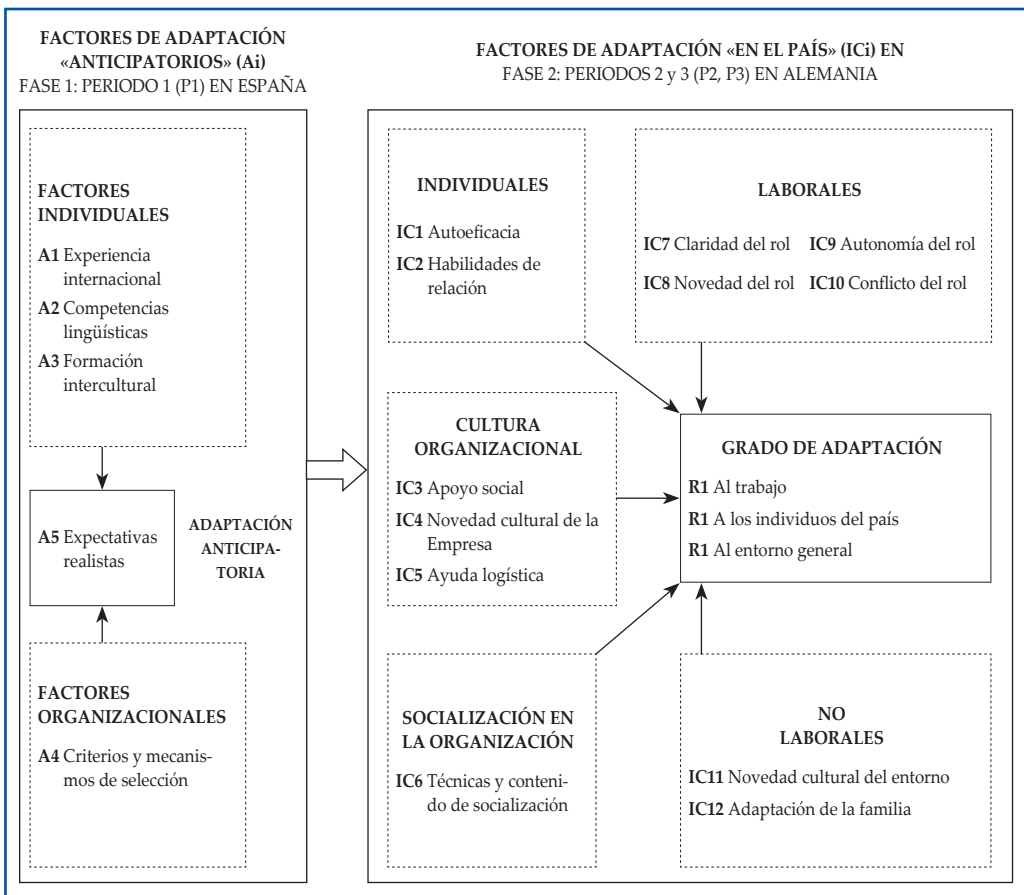 FACTORES DE ADAPTACIÓN
«ANTICIPATORIOS» (Ai)
FASE 1: PERIODO 1 (P1) EN ESPAÑA
FACTORES
INDIVIDUALES
A1 Experiencia
internacional
A2 Competencias
lingüísticas
A3 Formación
intercultural
A5 Expectativas
realistas
ADAPTACIÓN
ANTICIPA-
TORIA
FACTORES
ORGANIZACIONALES
A4 Criterios y mecanis-
mos de selección
FACTORES DE ADAPTACIÓN «EN EL PAÍS» (ICi) EN
FASE 2: PERIODOS 2 y 3 (P2, P3) EN ALEMANIA
INDIVIDUALES
IC1 Autoeficacia
IC2 Habilidades de
relación
LABORALES
IC7 Claridad del rol IC9 Autonomía del rol
IC8 Novedad del rol IC10 Conflicto del rol
CULTURA
ORGANIZACIONAL
IC3 Apoyo social
IC4 Novedad cultural de la
Empresa
IC5 Ayuda logística
GRADO DE ADAPTACIÓN
R1 Al trabajo
R1 A los individuos del país
R1 Al entorno general
SOCIALIZACIÓN EN
LA ORGANIZACIÓN
IC6 Técnicas y conteni-
do de socialización
NO
LABORALES
IC11 Novedad cultural del entorno
IC12 Adaptación de la familia